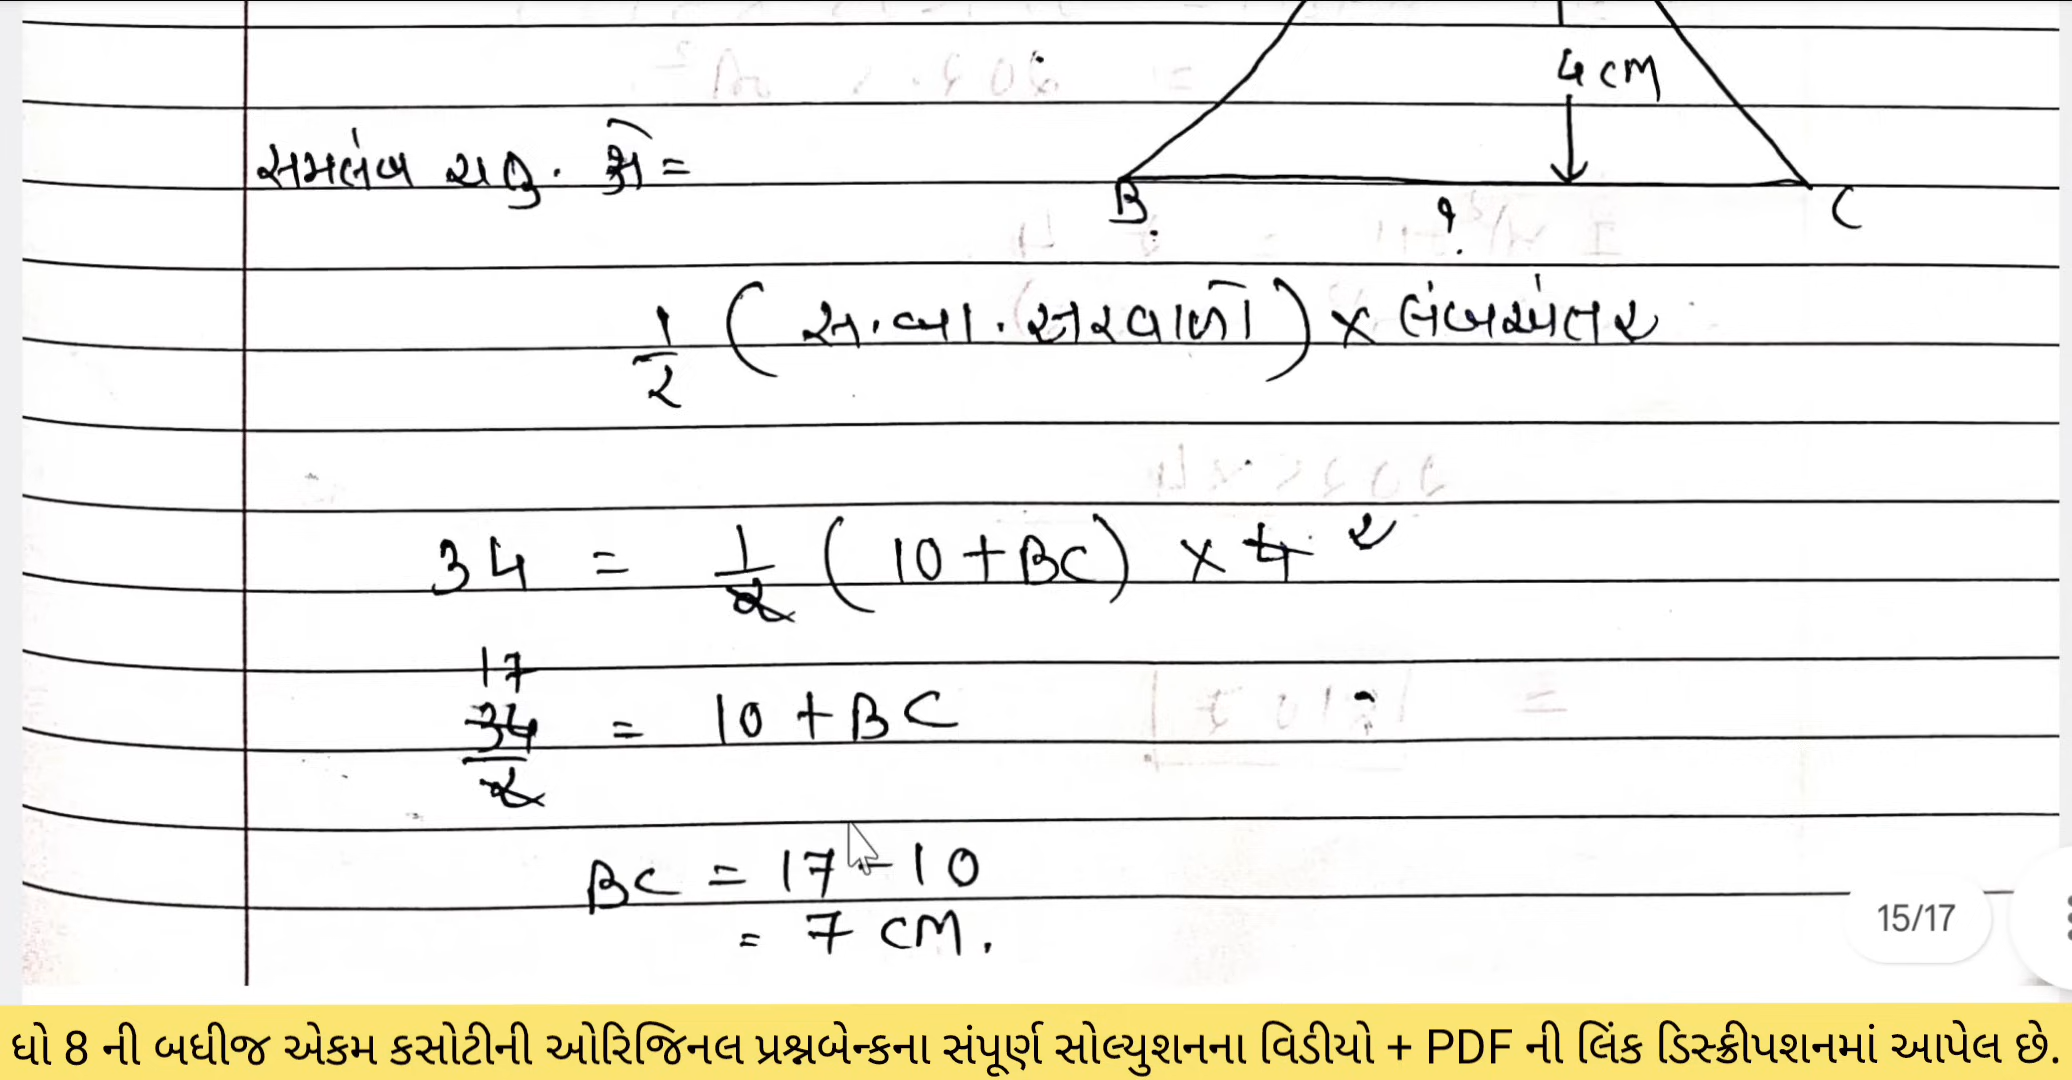 4 CM
સમલંબ ચતુ. ક્ષે =
B
?
C
1/2 ( સ.બા. સરવાળો ) × લંબઅંતર
34 = 1/2 ( 10 + BC ) × 4 2
17
34/2 = 10 + BC
BC = 17 - 10
= 7 CM.
15/17
ધો 8 ની બધીજ એકમ કસોટીની ઓરિજિનલ પ્રશ્નબેન્કના સંપૂર્ણ સોલ્યુશનના વિડીયો + PDF ની લિંક ડિસ્ક્રીપશનમાં આપેલ છે.